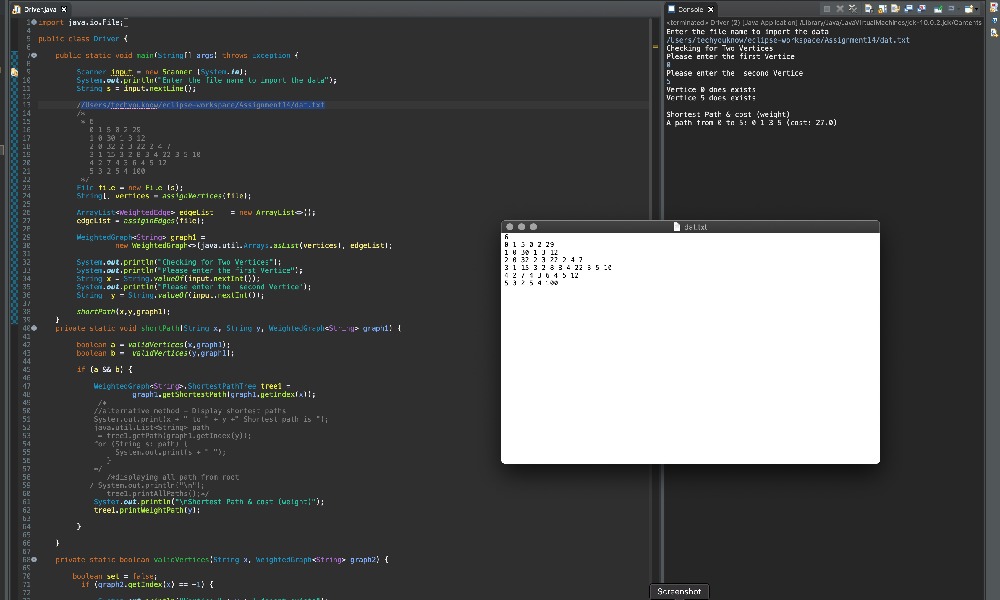 Driver.java
1 import java.io.File;
4
5 public class Driver {
6
7 public static void main(String[] args) throws Exception {
8
9 Scanner input = new Scanner (System.in);
10 System.out.println("Enter the file name to import the data");
11 String s = input.nextLine();
12
13 //Users/techyouknow/eclipse-workspace/Assignment14/dat.txt
14 /*
15 * 6
16 0 1 5 0 2 29
17 1 0 30 1 3 12
18 2 0 32 2 3 22 2 4 7
19 3 1 15 3 2 8 3 4 22 3 5 10
20 4 2 7 4 3 6 4 5 12
21 5 3 2 5 4 100
22 */
23 File file = new File (s);
24 String[] vertices = assignVertices(file);
25
26 ArrayList<WeightedEdge> edgeList    = new ArrayList<>();
27 edgeList = assiginEdges(file);
28
29 WeightedGraph<String> graph1 =
30 new WeightedGraph<>(java.util.Arrays.asList(vertices), edgeList);
31
32 System.out.println("Checking for Two Vertices");
33 System.out.println("Please enter the first Vertice");
34 String x = String.valueOf(input.nextInt());
35 System.out.println("Please enter the  second Vertice");
36 String  y = String.valueOf(input.nextInt());
37
38 shortPath(x,y,graph1);
39 }
40 private static void shortPath(String x, String y, WeightedGraph<String> graph1) {
41
42 boolean a = validVertices(x,graph1);
43 boolean b =  validVertices(y,graph1);
44
45 if (a && b) {
46
47 WeightedGraph<String>.ShortestPathTree tree1 =
48 graph1.getShortestPath(graph1.getIndex(x));
49 /*
50 //alternative method – Display shortest paths
51 System.out.print(x + " to " + y +" Shortest path is ");
52 java.util.List<String> path
53 = tree1.getPath(graph1.getIndex(y));
54 for (String s: path) {
55 System.out.print(s + " ");
56 }
57 */
58 /*displaying all path from root
59 / System.out.println("\n");
60 tree1.printAllPaths();*/
61 System.out.println("\nShortest Path & cost (weight)");
62 tree1.printWeightPath(y);
63
64 }
65
66 }
67
68 private static boolean validVertices(String x, WeightedGraph<String> graph2) {
69
70 boolean set = false;
71 if (graph2.getIndex(x) == -1) {
72
Console
<terminated> Driver (2) [Java Application] /Library/Java/JavaVirtualMachines/jdk-10.0.2.jdk/Contents
Enter the file name to import the data
/Users/techyouknow/eclipse-workspace/Assignment14/dat.txt
Checking for Two Vertices
Please enter the first Vertice
0
Please enter the  second Vertice
5
Vertice 0 does exists
Vertice 5 does exists
Shortest Path & cost (weight)
A path from 0 to 5: 0 1 3 5 (cost: 27.0)
dat.txt
6
0 1 5 0 2 29
1 0 30 1 3 12
2 0 32 2 3 22 2 4 7
3 1 15 3 2 8 3 4 22 3 5 10
4 2 7 4 3 6 4 5 12
5 3 2 5 4 100
Screenshot